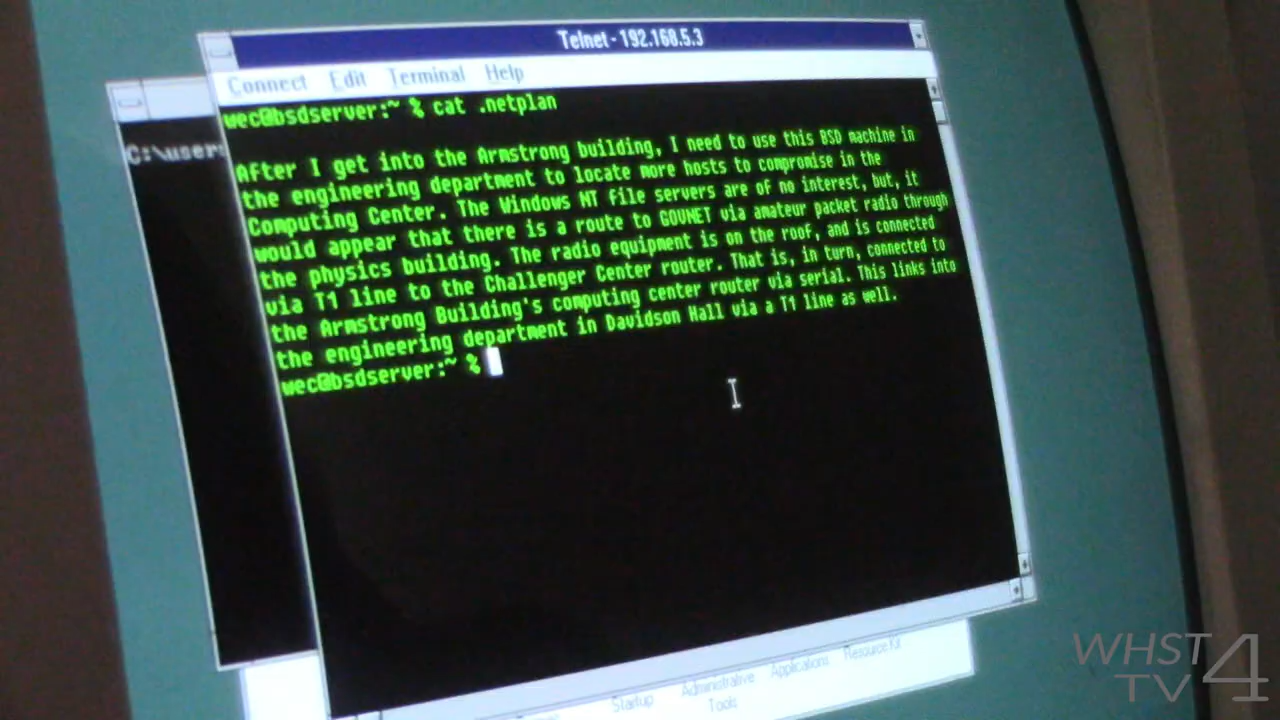 Telnet - 192.168.5.3
Connect Edit Terminal Help
wec@bsdserver:~ % cat .netplan
C:\users
After I get into the Armstrong building, I need to use this BSD machine in
the engineering department to locate more hosts to compromise in the
Computing Center. The Windows NT file servers are of no interest, but, it
would appear that there is a route to GOVNET via amateur packet radio through
the physics building. The radio equipment is on the roof, and is connected
via T1 line to the Challenger Center router. That is, in turn, connected to
the Armstrong Building's computing center router via serial. This links into
the engineering department in Davidson Hall via a T1 line as well.
wec@bsdserver:~ %
Startup Administrative Tools Applications ResourceKit
WHST
TV4